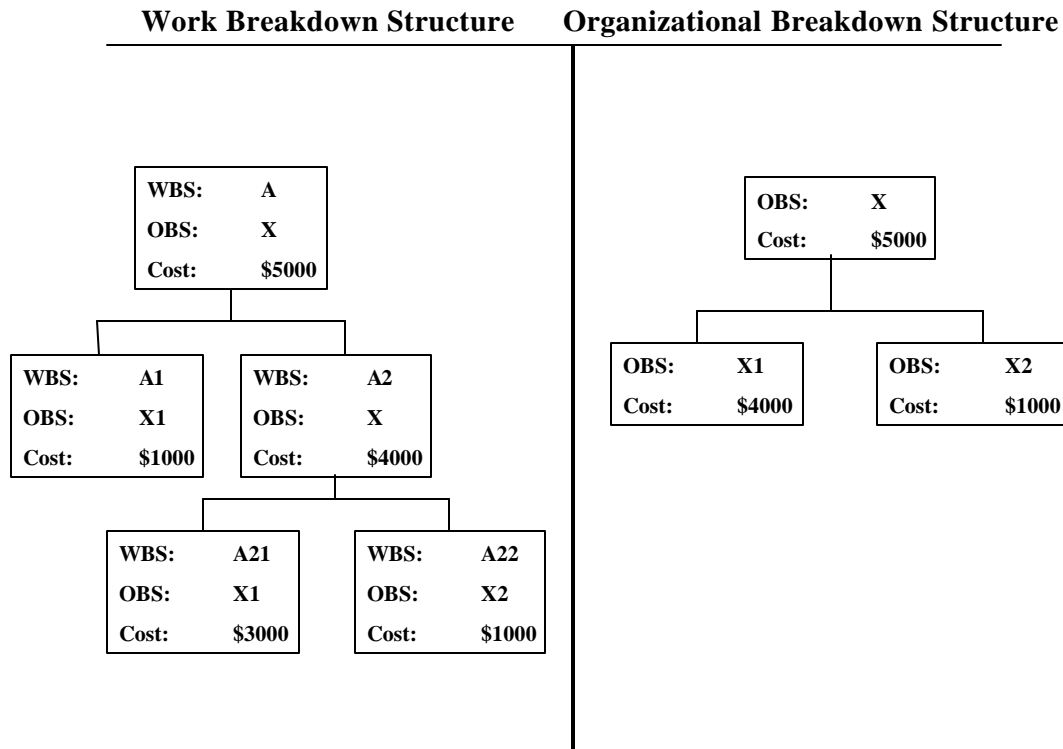 Work Breakdown Structure
Organizational Breakdown Structure
WBS: A
OBS: X
Cost: $5000
WBS: A1
OBS: X1
Cost: $1000
WBS: A2
OBS: X
Cost: $4000
WBS: A21
OBS: X1
Cost: $3000
WBS: A22
OBS: X2
Cost: $1000
OBS: X
Cost: $5000
OBS: X1
Cost: $4000
OBS: X2
Cost: $1000